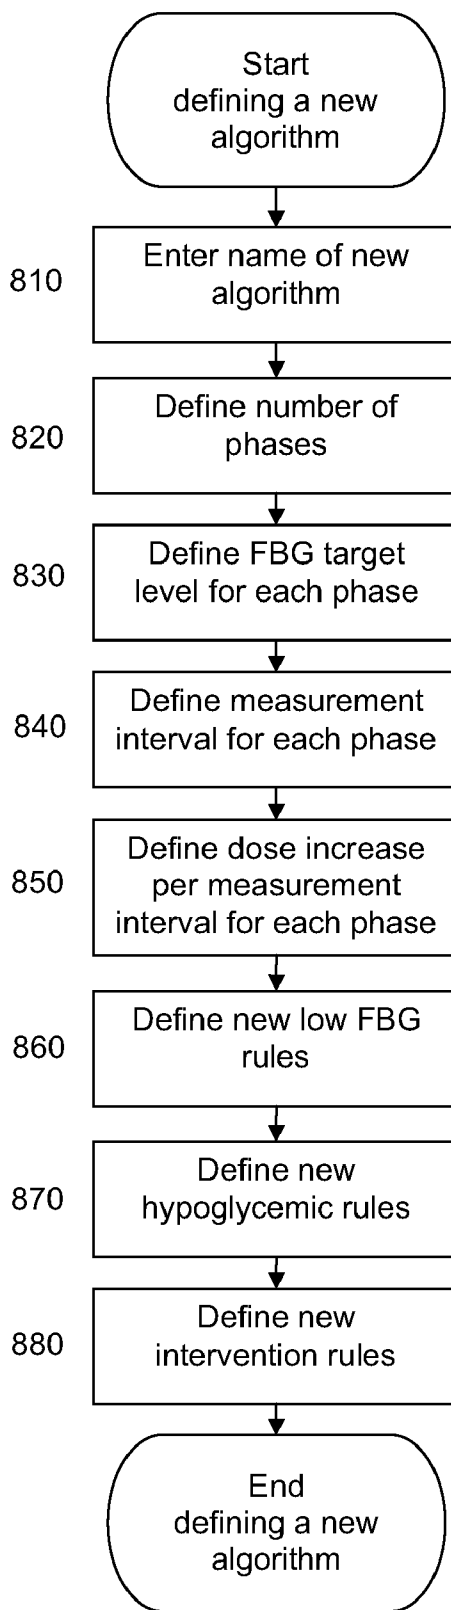 Start
defining a new
algorithm
810
Enter name of new
algorithm
820
Define number of
phases
830
Define FBG target
level for each phase
840
Define measurement
interval for each phase
850
Define dose increase
per measurement
interval for each phase
860
Define new low FBG
rules
870
Define new
hypoglycemic rules
880
Define new
intervention rules
End
defining a new
algorithm